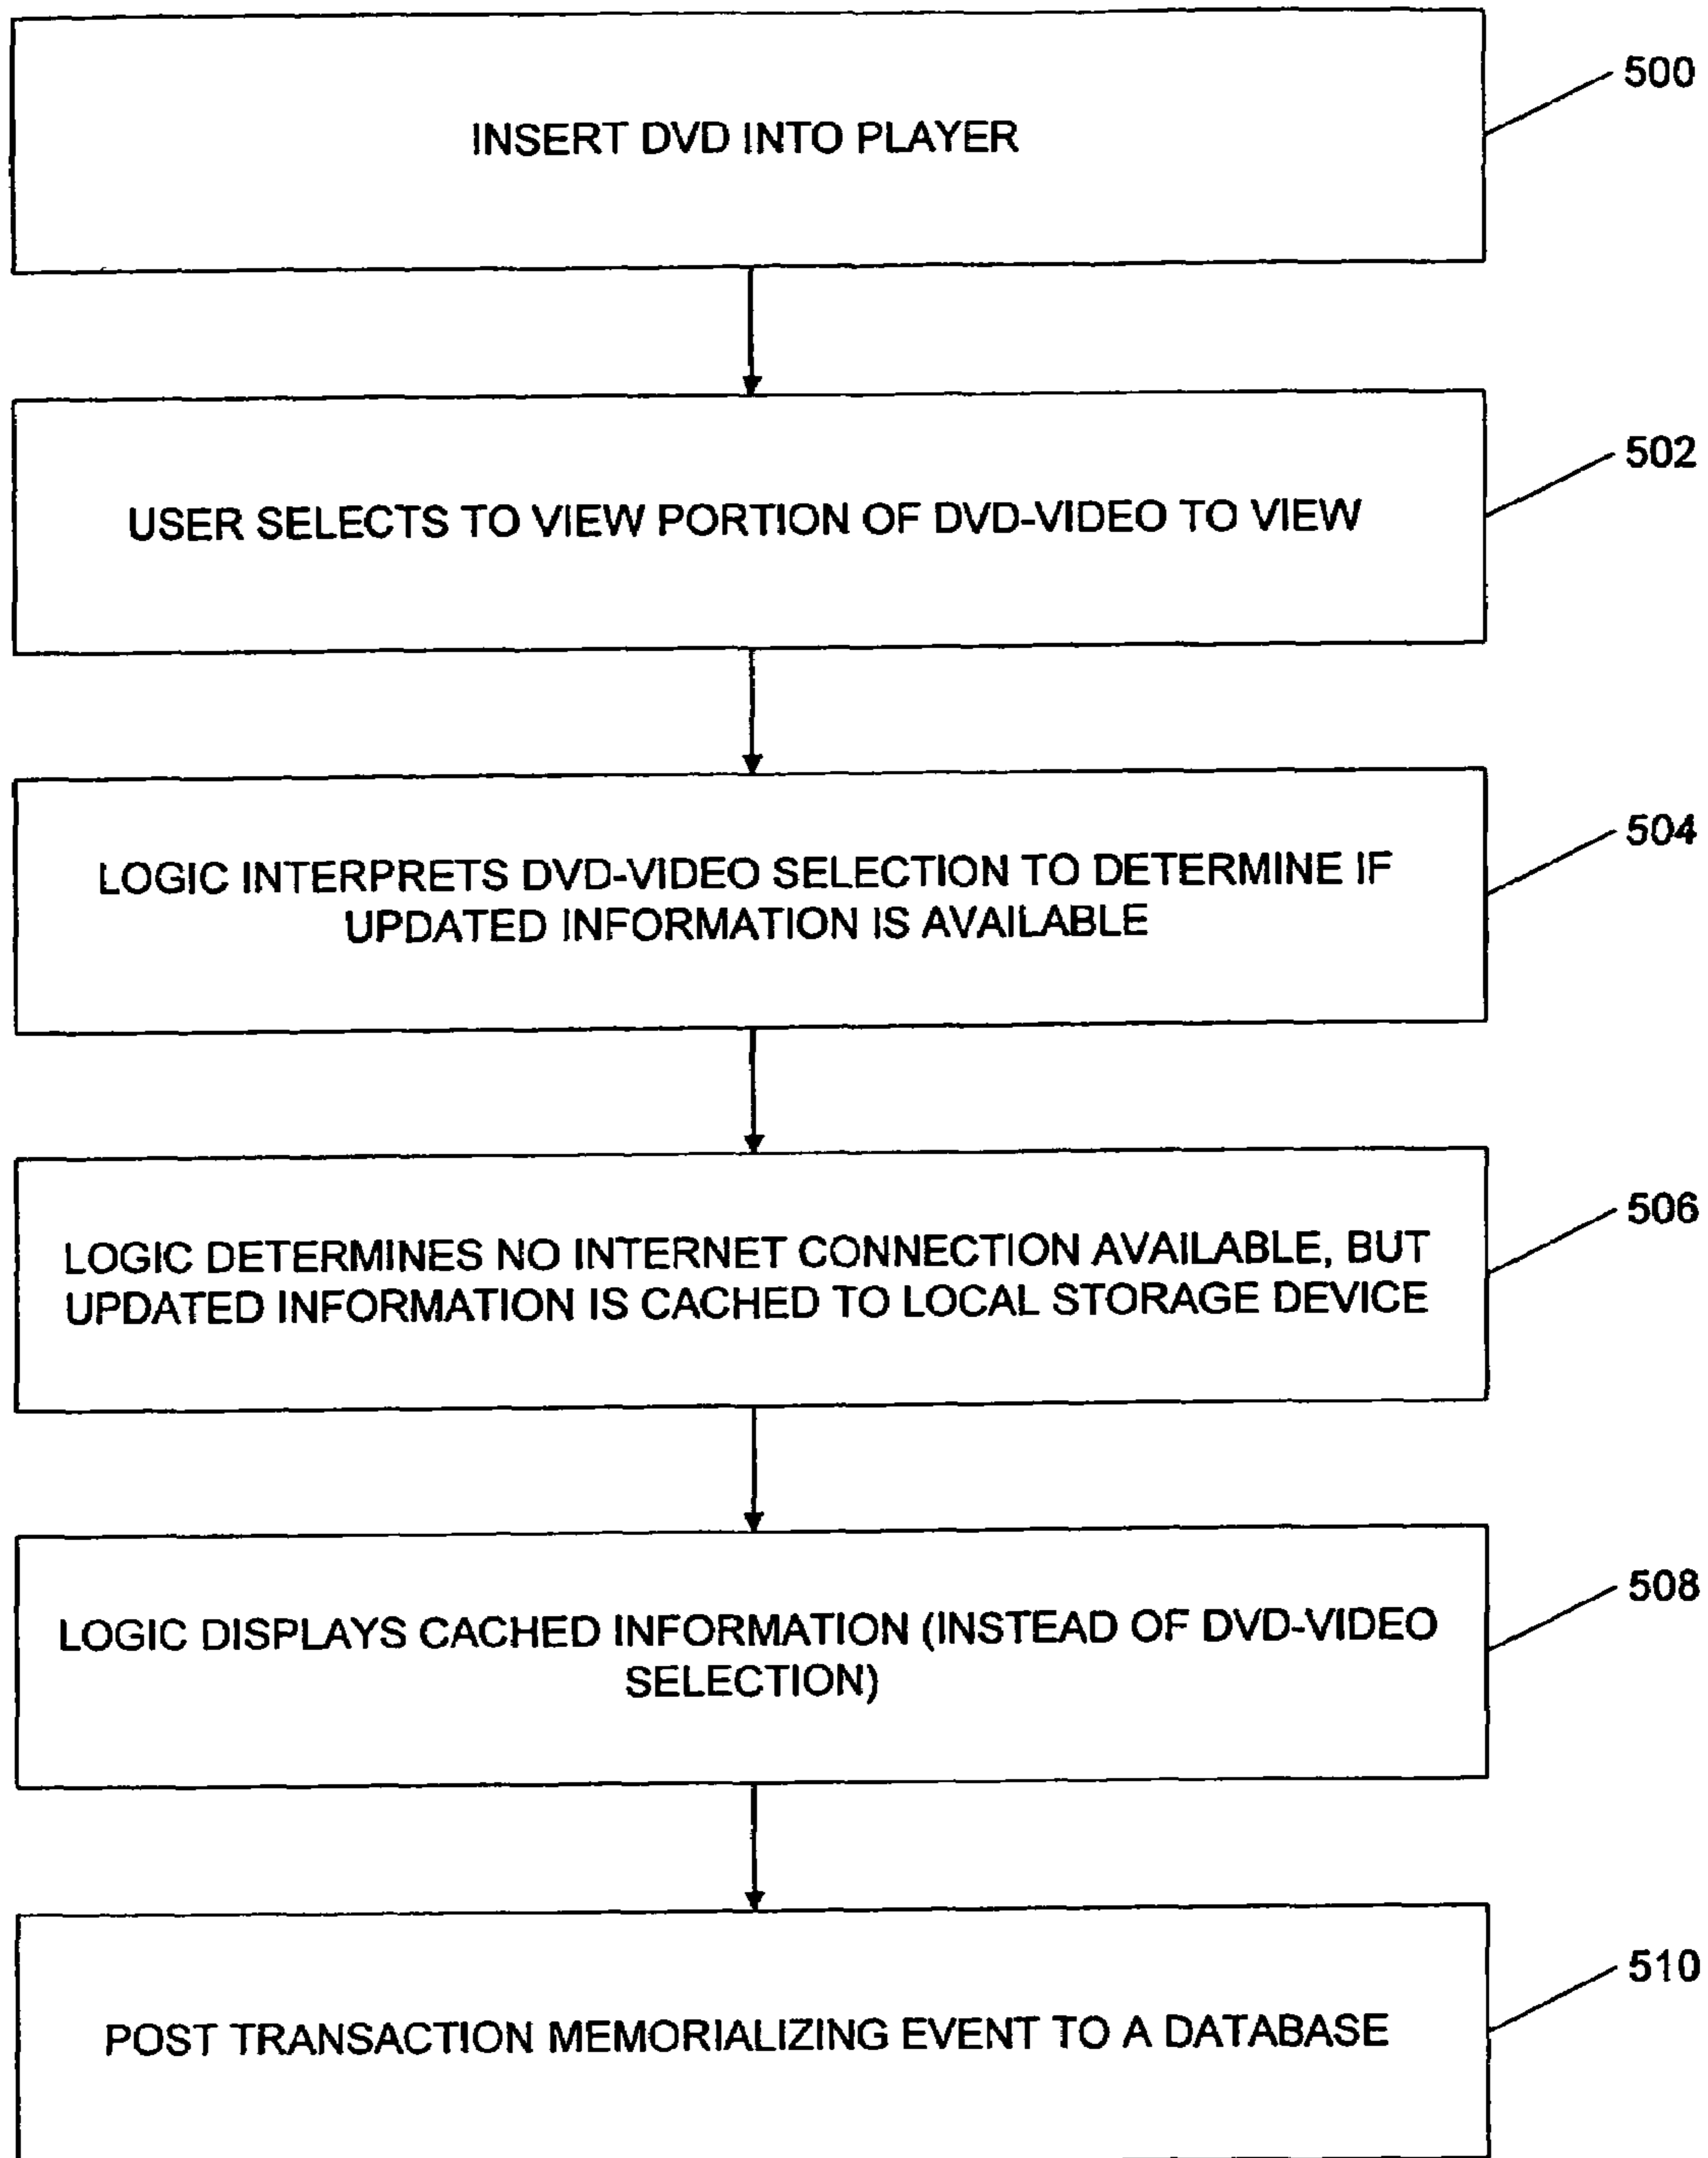 INSERT DVD INTO PLAYER
500
USER SELECTS TO VIEW PORTION OF DVD-VIDEO TO VIEW
502
LOGIC INTERPRETS DVD-VIDEO SELECTION TO DETERMINE IF
UPDATED INFORMATION IS AVAILABLE
504
LOGIC DETERMINES NO INTERNET CONNECTION AVAILABLE, BUT
UPDATED INFORMATION IS CACHED TO LOCAL STORAGE DEVICE
506
LOGIC DISPLAYS CACHED INFORMATION (INSTEAD OF DVD-VIDEO
SELECTION)
508
POST TRANSACTION MEMORIALIZING EVENT TO A DATABASE
510